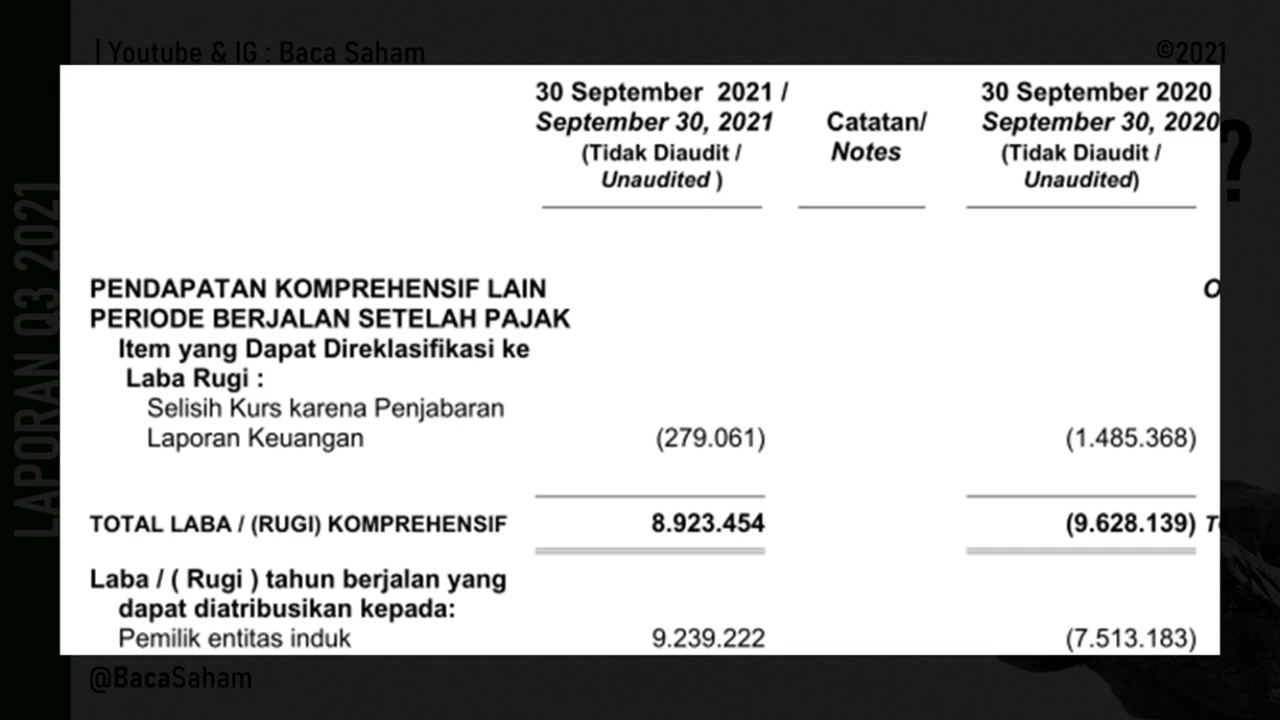 | Youtube & IG : Baca Saham
©2021
?
LAPORAN Q3 2021
30 September 2021 /
September 30, 2021
(Tidak Diaudit /
Unaudited )
Catatan/
Notes
30 September 2020
September 30, 2020
(Tidak Diaudit /
Unaudited)
PENDAPATAN KOMPREHENSIF LAIN
PERIODE BERJALAN SETELAH PAJAK
Item yang Dapat Direklasifikasi ke
Laba Rugi :
Selisih Kurs karena Penjabaran
Laporan Keuangan (279.061) (1.485.368)
TOTAL LABA / (RUGI) KOMPREHENSIF 8.923.454 (9.628.139)
Laba / ( Rugi ) tahun berjalan yang
dapat diatribusikan kepada:
Pemilik entitas induk 9.239.222 (7.513.183)
@BacaSaham